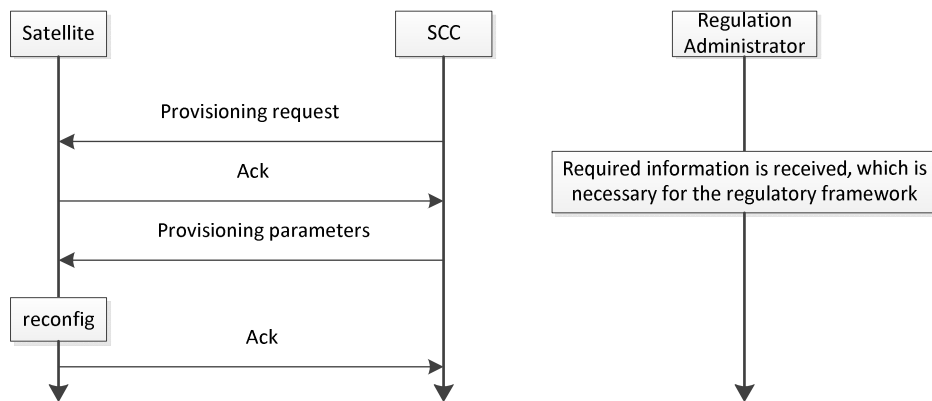 Satellite
SCC
Regulation
Administrator
Provisioning request
Ack
Required information is received, which is
necessary for the regulatory framework
Provisioning parameters
reconfig
Ack